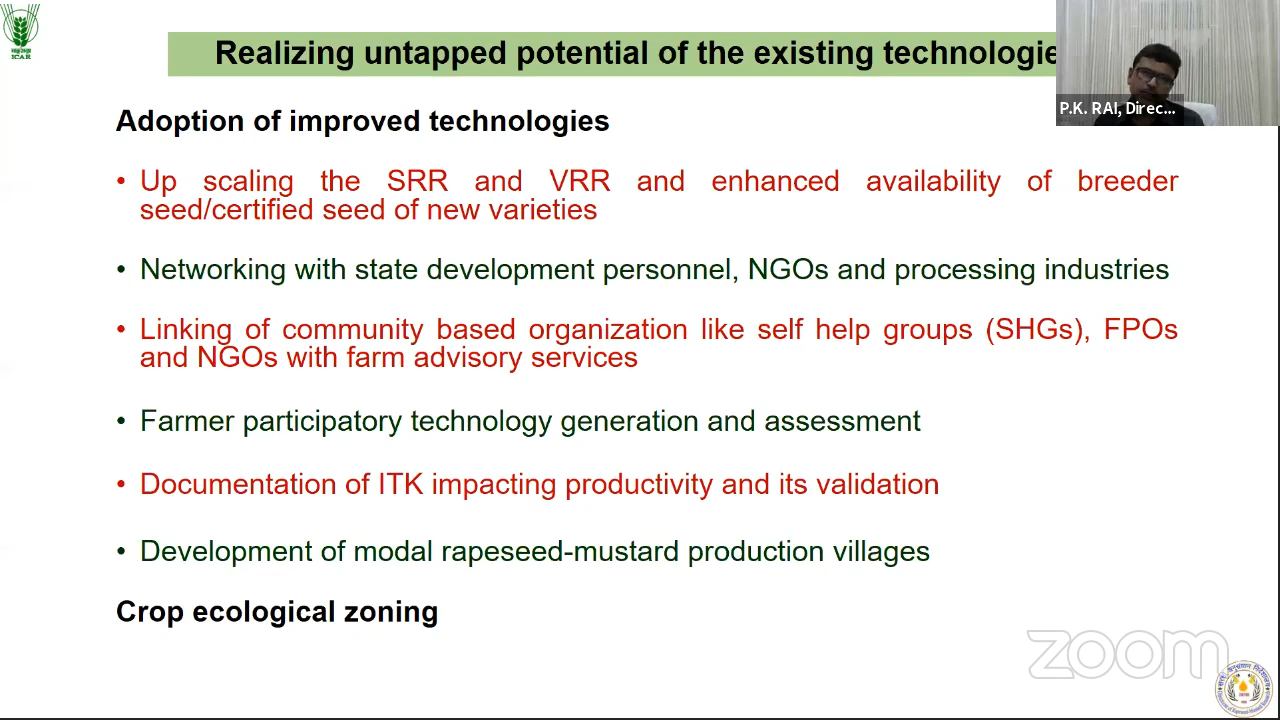 Realizing untapped potential of the existing technologie
P.K. RAI, Direc...
Adoption of improved technologies
• Up scaling the SRR and VRR and enhanced availability of breeder
seed/certified seed of new varieties
• Networking with state development personnel, NGOs and processing industries
• Linking of community based organization like self help groups (SHGs), FPOs
and NGOs with farm advisory services
• Farmer participatory technology generation and assessment
• Documentation of ITK impacting productivity and its validation
• Development of modal rapeseed-mustard production villages
Crop ecological zoning
zoom
ICAR